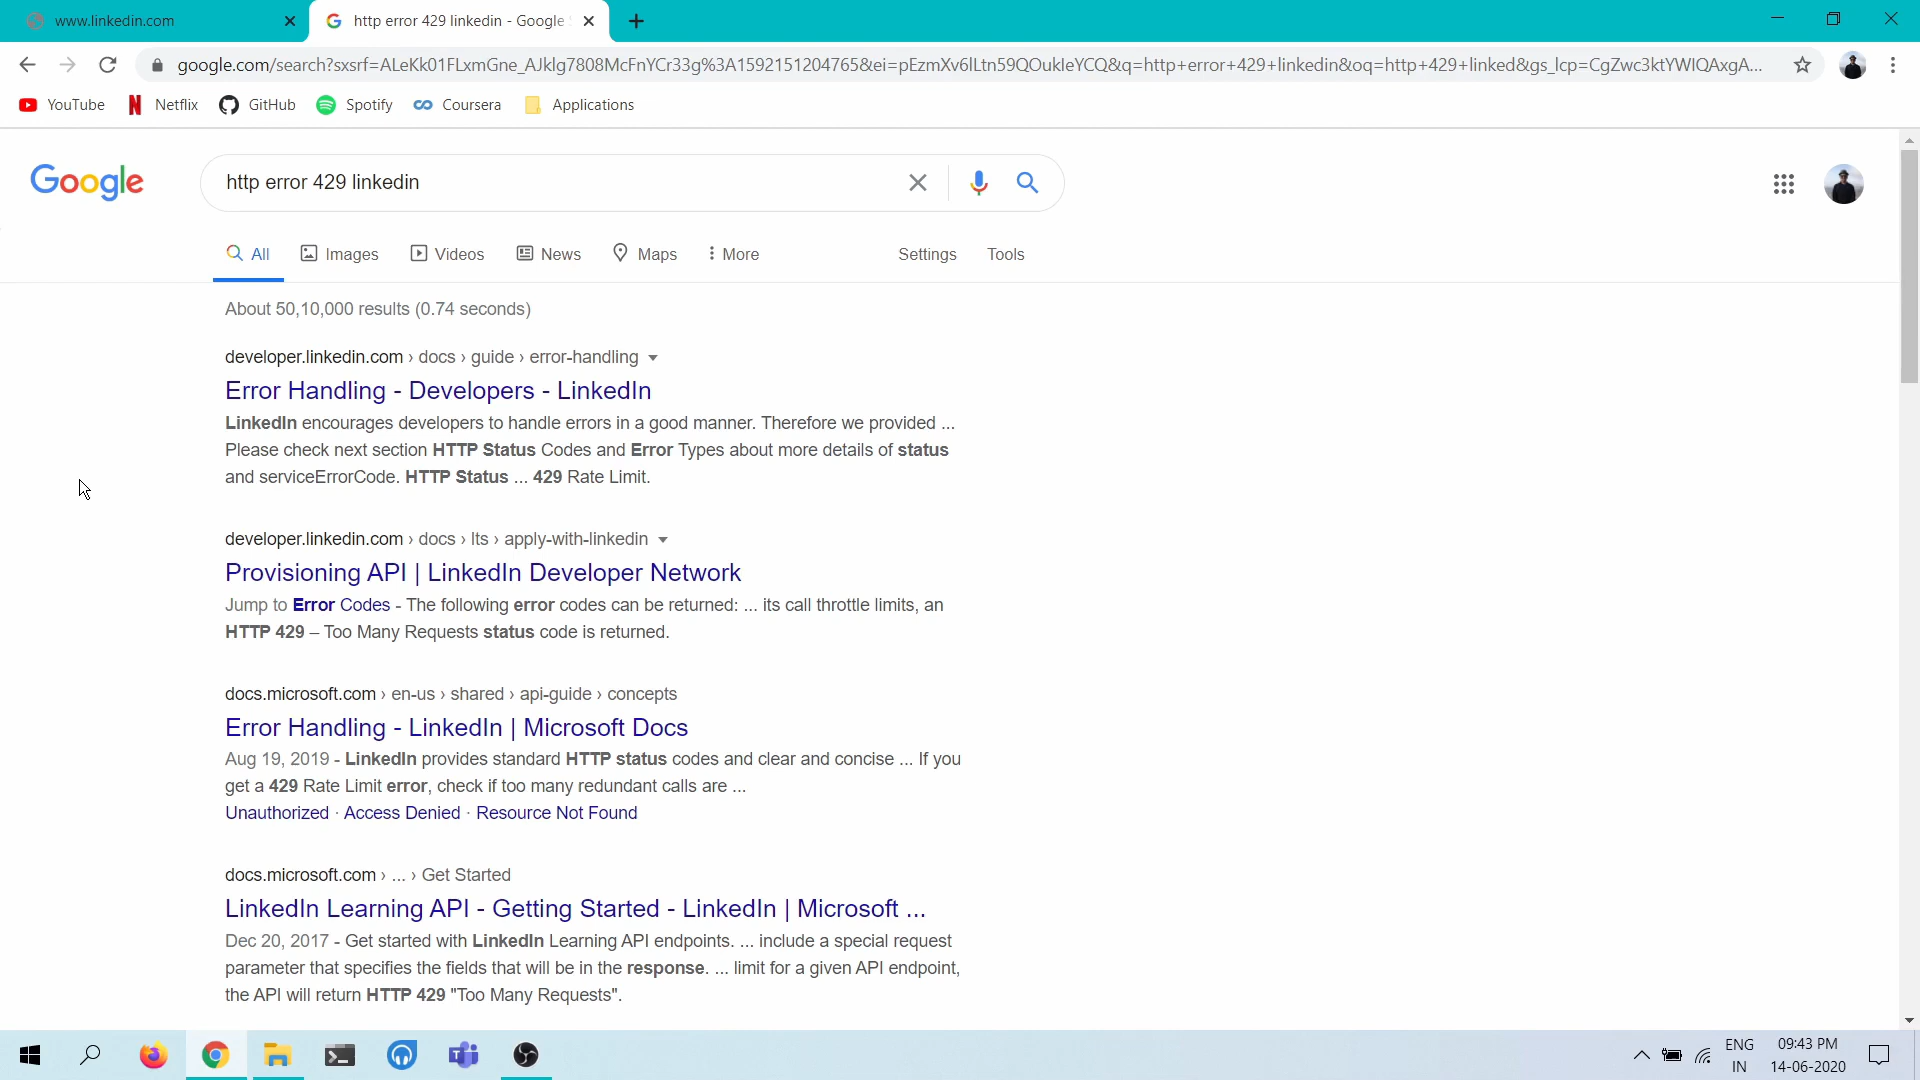 www.linkedin.com
http error 429 linkedin - Google
google.com/search?sxsrf=ALeKk01FLxmGne_AJklg7808McFnYCr33g%3A1592151204765&ei=pEzmXv6lLtn59QOukIeYCQ&q=http+error+429+linkedin&oq=http+429+linked&gs_lcp=CgZwc3ktYWIQAxgA...
YouTube Netflix GitHub Spotify Coursera Applications
Google
http error 429 linkedin
All Images Videos News Maps More Settings Tools
About 50,10,000 results (0.74 seconds)
developer.linkedin.com › docs › guide › error-handling
Error Handling - Developers - LinkedIn
LinkedIn encourages developers to handle errors in a good manner. Therefore we provided ...
Please check next section HTTP Status Codes and Error Types about more details of status
and serviceErrorCode. HTTP Status ... 429 Rate Limit.
developer.linkedin.com › docs › lts › apply-with-linkedin
Provisioning API | LinkedIn Developer Network
Jump to Error Codes - The following error codes can be returned: ... its call throttle limits, an
HTTP 429 – Too Many Requests status code is returned.
docs.microsoft.com › en-us › shared › api-guide › concepts
Error Handling - LinkedIn | Microsoft Docs
Aug 19, 2019 - LinkedIn provides standard HTTP status codes and clear and concise ... If you
get a 429 Rate Limit error, check if too many redundant calls are ...
Unauthorized · Access Denied · Resource Not Found
docs.microsoft.com › ... › Get Started
LinkedIn Learning API - Getting Started - LinkedIn | Microsoft ...
Dec 20, 2017 - Get started with LinkedIn Learning API endpoints. ... include a special request
parameter that specifies the fields that will be in the response. ... limit for a given API endpoint,
the API will return HTTP 429 "Too Many Requests".
ENG 09:43 PM
IN 14-06-2020